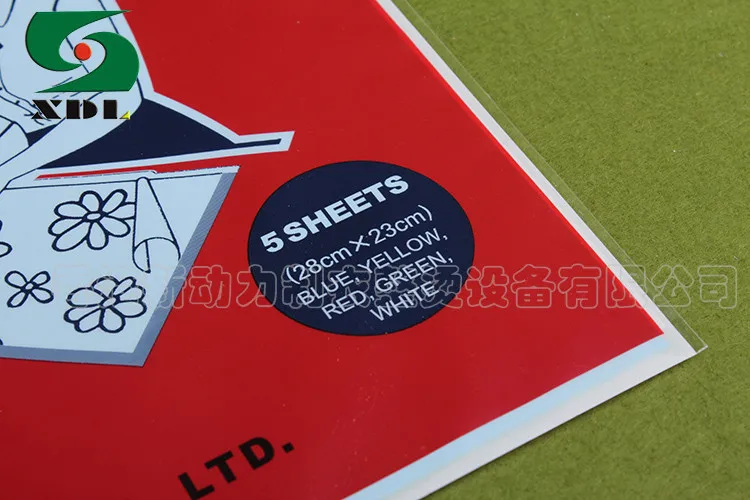 XDL
5 SHEETS
(28cm×23cm)
BLUE, YELLOW,
RED, GREEN,
WHITE
动力
设备有限公司
LTD.